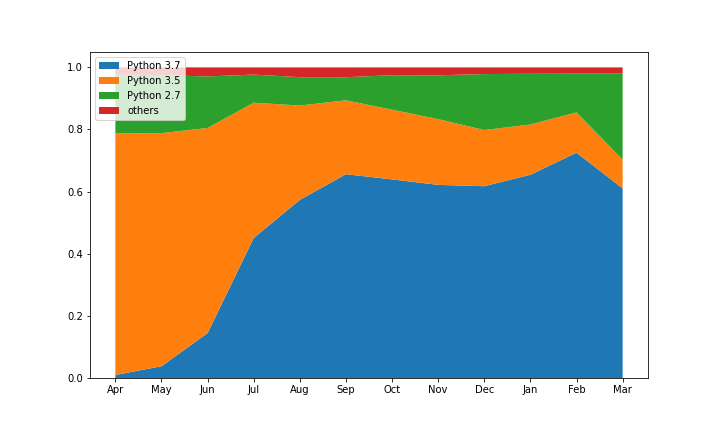 Python 3.7
Python 3.5
Python 2.7
others
1.0
0.8
0.6
0.4
0.2
0.0
Apr May Jun Jul Aug Sep Oct Nov Dec Jan Feb Mar